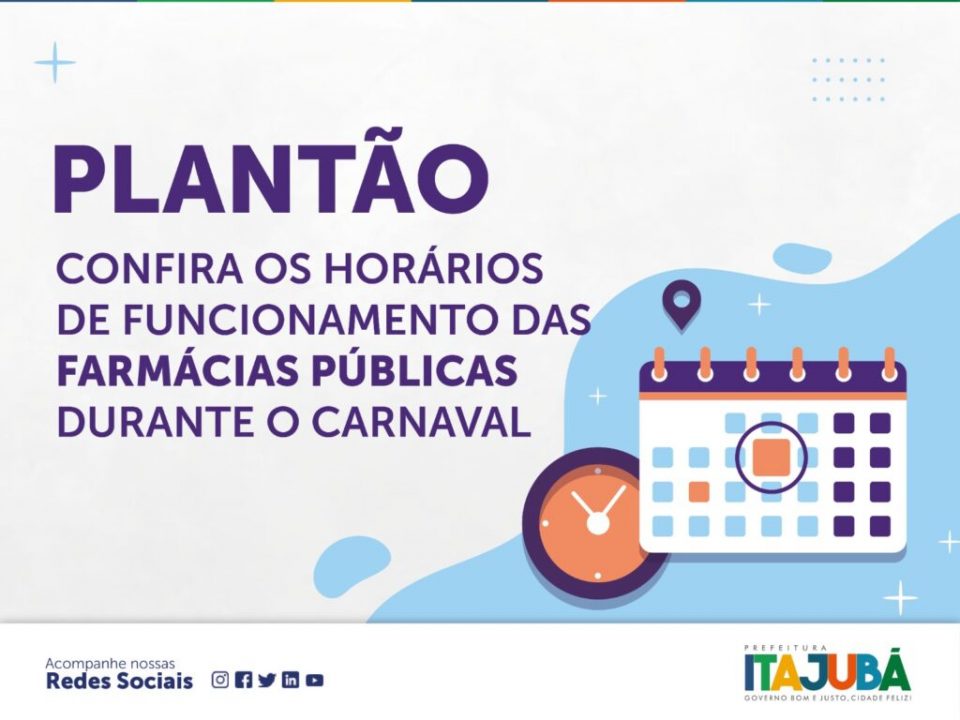 PLANTÃO
CONFIRA OS HORÁRIOS
DE FUNCIONAMENTO DAS
FARMÁCIAS PÚBLICAS
DURANTE O CARNAVAL
Acompanhe nossas
Redes Sociais
PREFEITURA
ITAJUBÁ
GOVERNO BOM E JUSTO, CIDADE FELIZ!